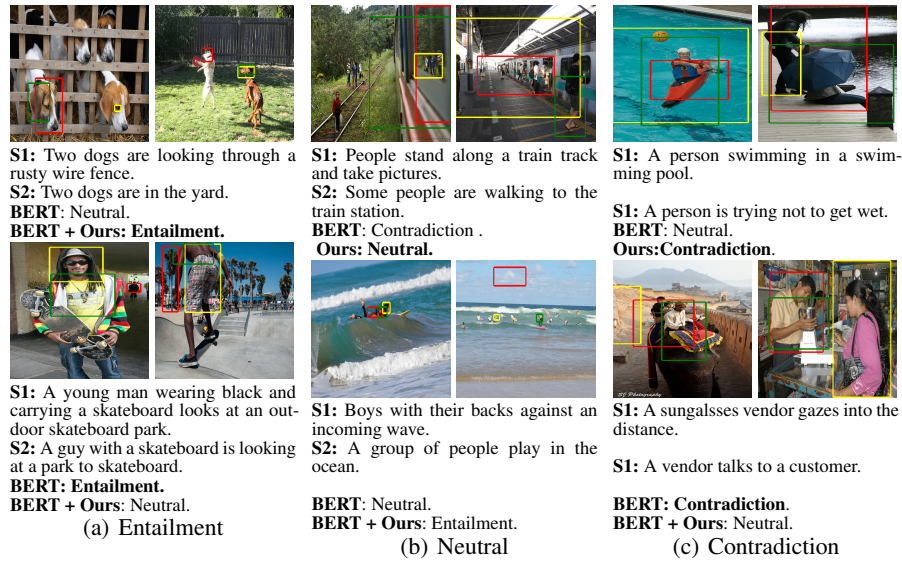 S1: Two dogs are looking through a
rusty wire fence.
S2: Two dogs are in the yard.
BERT: Neutral.
BERT + Ours: Entailment.
S1: A young man wearing black and
carrying a skateboard looks at an out-
door skateboard park.
S2: A guy with a skateboard is looking
at a park to skateboard.
BERT: Entailment.
BERT + Ours: Neutral.
(a) Entailment
S1: People stand along a train track
and take pictures.
S2: Some people are walking to the
train station.
BERT: Contradiction .
Ours: Neutral.
S1: Boys with their backs against an
incoming wave.
S2: A group of people play in the
ocean.
BERT: Neutral.
BERT + Ours: Entailment.
(b) Neutral
S1: A person swimming in a swim-
ming pool.
S1: A person is trying not to get wet.
BERT: Neutral.
Ours:Contradiction.
SJ Photography
S1: A sungalsses vendor gazes into the
distance.
S1: A vendor talks to a customer.
BERT: Contradiction.
BERT + Ours: Neutral.
(c) Contradiction